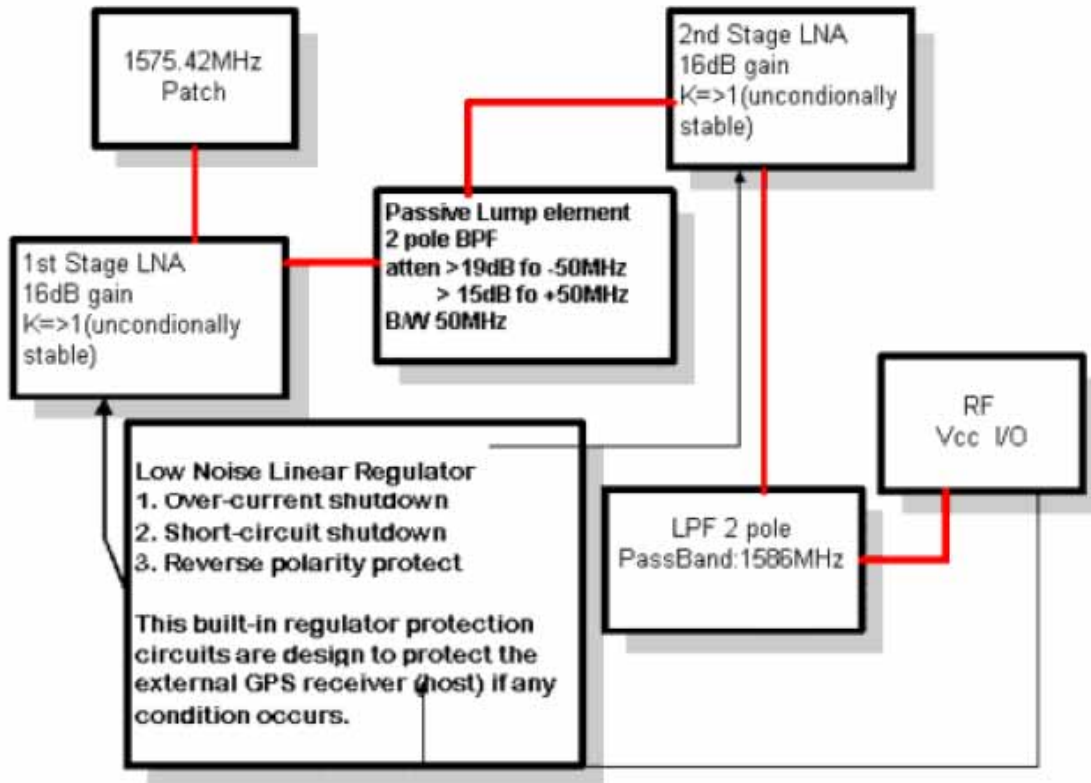 1575.42MHz
Patch
2nd Stage LNA
16dB gain
K=>1(uncondionally
stable)
Passive Lump element
2 pole BPF
atten >19dB fo -50MHz
> 15dB fo +50MHz
B/W 50MHz
1st Stage LNA
16dB gain
K=>1(uncondionally
stable)
RF
Vcc I/O
Low Noise Linear Regulator
1. Over-current shutdown
2. Short-circuit shutdown
3. Reverse polarity protect
This built-in regulator protection
circuits are design to protect the
external GPS receiver (host) if any
condition occurs.
LPF 2 pole
PassBand:1586MHz